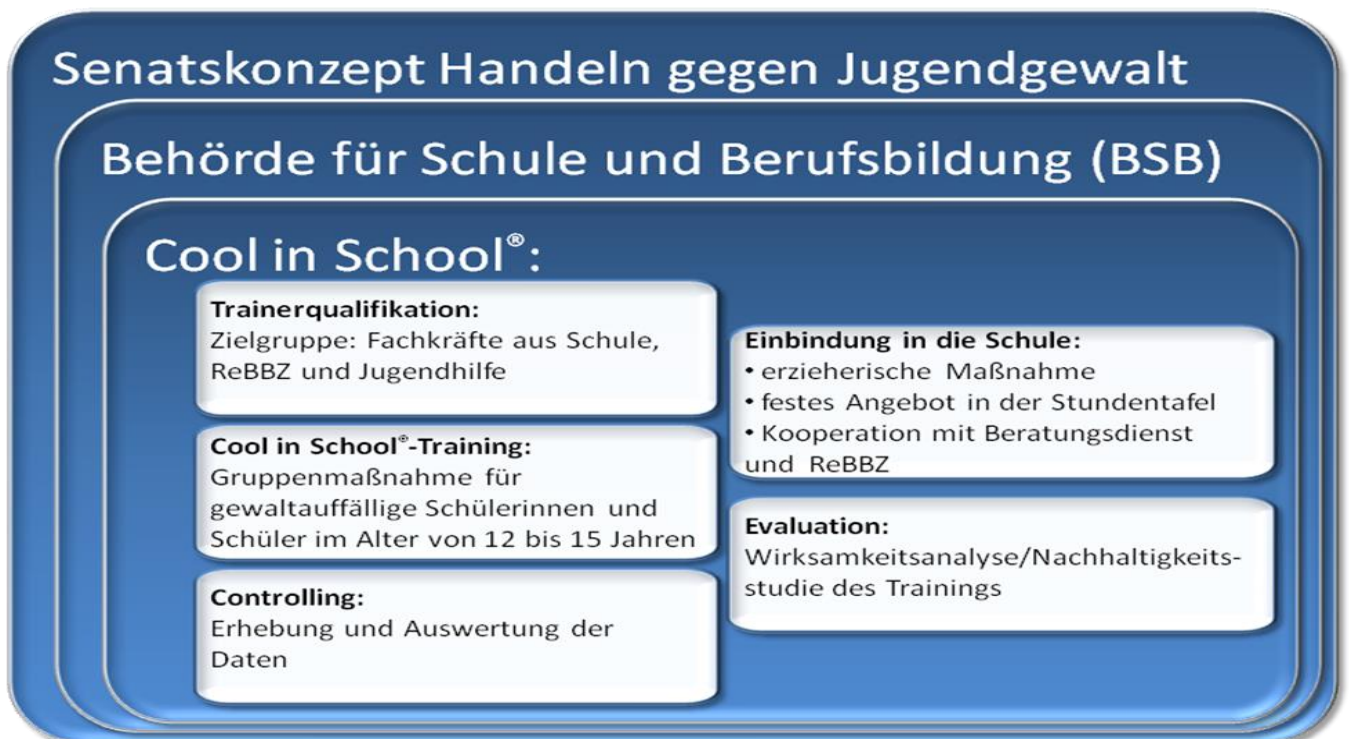 Senatskonzept Handeln gegen Jugendgewalt
Behörde für Schule und Berufsbildung (BSB)
Cool in School®:
Trainerqualifikation:
Zielgruppe: Fachkräfte aus Schule,
ReBBZ und Jugendhilfe
Cool in School®-Training:
Gruppenmaßnahme für
gewaltauffällige Schülerinnen und
Schüler im Alter von 12 bis 15 Jahren
Controlling:
Erhebung und Auswertung der
Daten
Einbindung in die Schule:
• erzieherische Maßnahme
• festes Angebot in der Stundentafel
• Kooperation mit Beratungsdienst
und ReBBZ
Evaluation:
Wirksamkeitsanalyse/Nachhaltigkeits-
studie des Trainings